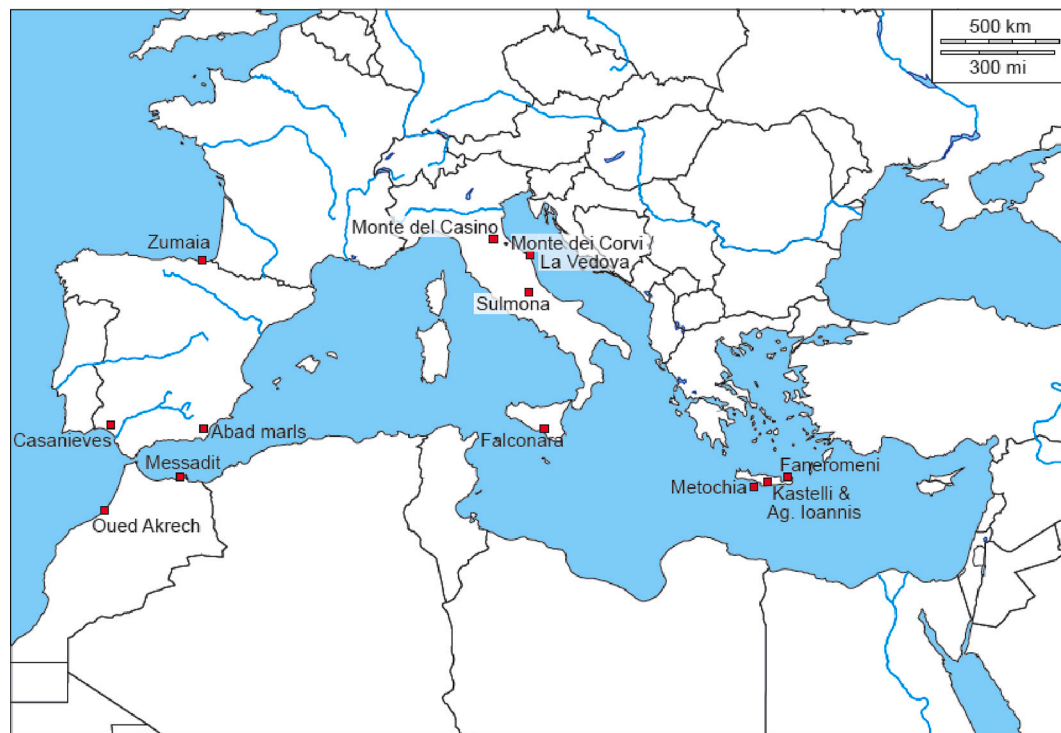 500 km
300 mi
Monte del Casino
Zumaia
Monte dei Corvi
La Vedova
Sulmona
Casanieves
Abad marls
Falconara
Messadit
Faneromeni
Metochia
Kastelli &
Ag. Ioannis
Oued Akrech